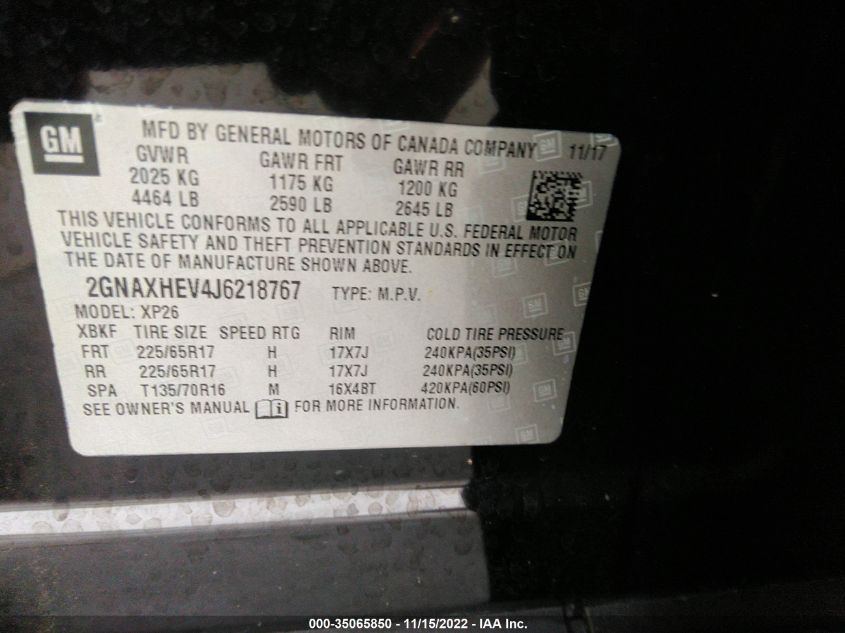 GM
MFD BY GENERAL MOTORS OF CANADA COMPANY 11/17
GVWR GAWR FRT GAWR RR
2025 KG 1175 KG 1200 KG
4464 LB 2590 LB 2645 LB
THIS VEHICLE CONFORMS TO ALL APPLICABLE U.S. FEDERAL MOTOR
VEHICLE SAFETY AND THEFT PREVENTION STANDARDS IN EFFECT ON
THE DATE OF MANUFACTURE SHOWN ABOVE.
2GNAXHEV4J6218767 TYPE: M.P.V.
MODEL: XP26
XBKF TIRE SIZE SPEED RTG RIM COLD TIRE PRESSURE
FRT 225/65R17 H 17X7J 240KPA(35PSI)
RR 225/65R17 H 17X7J 240KPA(35PSI)
SPA T135/70R16 M 16X4BT 420KPA(60PSI)
SEE OWNER'S MANUAL FOR MORE INFORMATION.
000-35065850 - 11/15/2022 - IAA Inc.